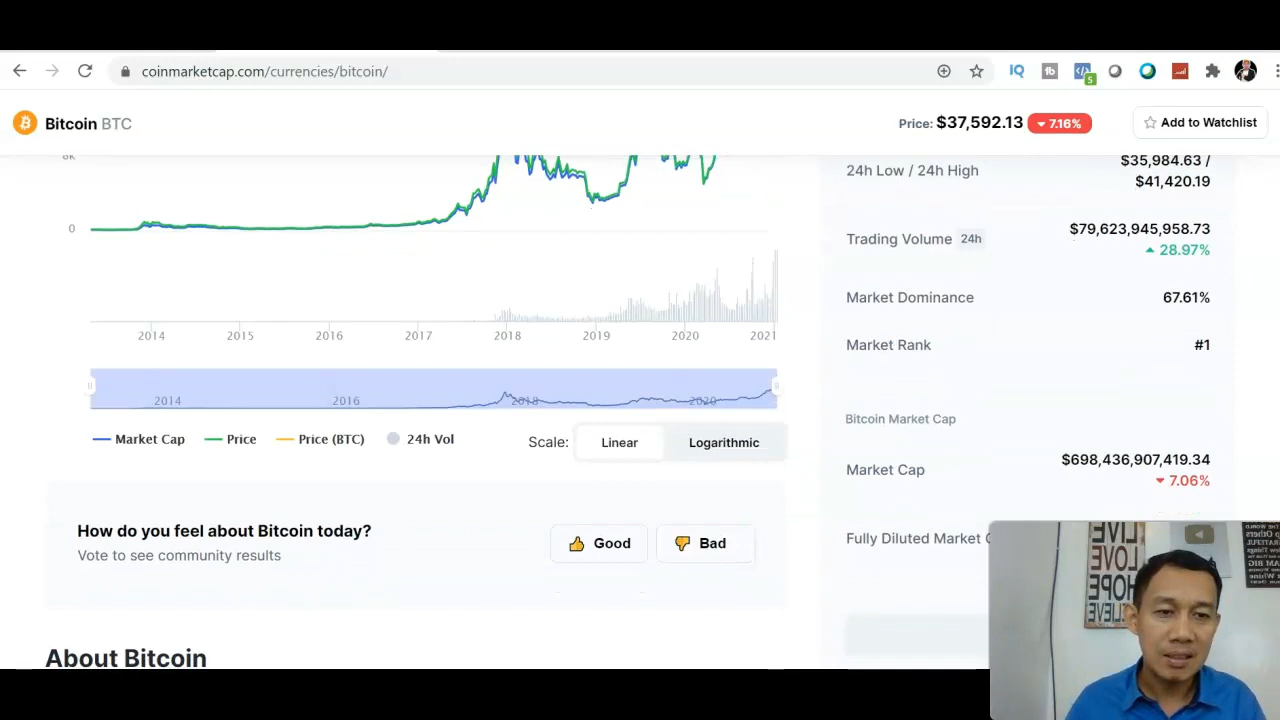 coinmarketcap.com/currencies/bitcoin/
IQ
tb
5
Bitcoin BTC
Price: $37,592.13 7.16%
Add to Watchlist
8K
0
2014 2015 2016 2017 2018 2019 2020 2021
2014 2016 2018 2020
Market Cap Price Price (BTC) 24h Vol
Scale: Linear Logarithmic
How do you feel about Bitcoin today?
Vote to see community results
Good Bad
About Bitcoin
24h Low / 24h High
$35,984.63 /
$41,420.19
Trading Volume 24h
$79,623,945,958.73
28.97%
Market Dominance 67.61%
Market Rank #1
Bitcoin Market Cap
Market Cap
$698,436,907,419.34
7.06%
Fully Diluted Market
LIVE
LOVE
HOPE